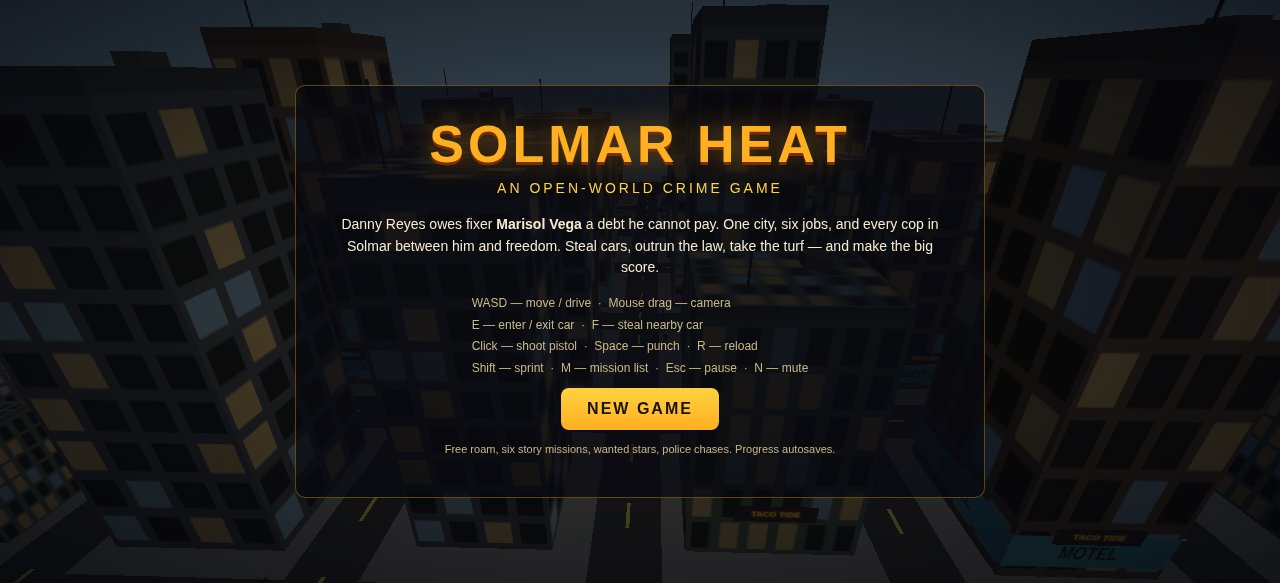 SOLMAR HEAT
AN OPEN-WORLD CRIME GAME
Danny Reyes owes fixer Marisol Vega a debt he cannot pay. One city, six jobs, and every cop in
Solmar between him and freedom. Steal cars, outrun the law, take the turf — and make the big
score.
WASD — move / drive · Mouse drag — camera
E — enter / exit car · F — steal nearby car
Click — shoot pistol · Space — punch · R — reload
Shift — sprint · M — mission list · Esc — pause · N — mute
NEW GAME
Free roam, six story missions, wanted stars, police chases. Progress autosaves.
MOTEL
MOTEL
TACO TIDE
TACO TIDE
MOTEL